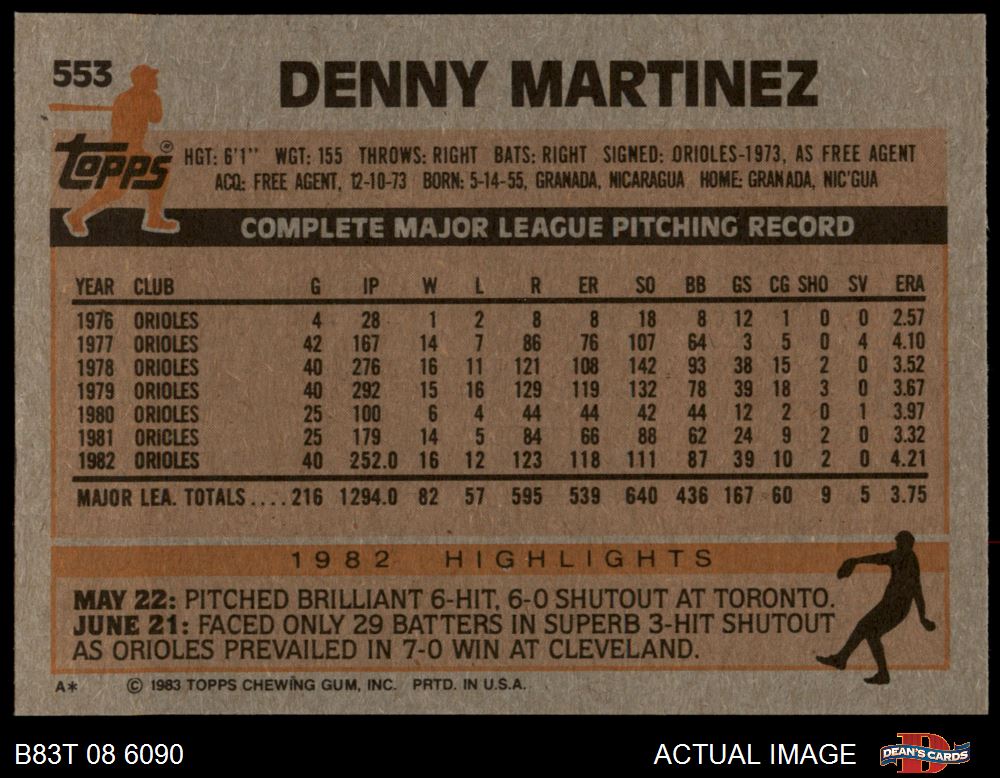 553
DENNY MARTINEZ
TOPPS ®
HGT: 6'1" WGT: 155 THROWS: RIGHT BATS: RIGHT SIGNED: ORIOLES-1973, AS FREE AGENT
ACQ: FREE AGENT, 12-10-73 BORN: 5-14-55, GRANADA, NICARAGUA HOME: GRANADA, NIC'GUA
COMPLETE MAJOR LEAGUE PITCHING RECORD
YEAR CLUB G IP W L R ER SO BB GS CG SHO SV ERA
1976 ORIOLES 4 28 1 2 8 8 18 8 12 1 0 0 2.57
1977 ORIOLES 42 167 14 7 86 76 107 64 3 5 0 4 4.10
1978 ORIOLES 40 276 16 11 121 108 142 93 38 15 2 0 3.52
1979 ORIOLES 40 292 15 16 129 119 132 78 39 18 3 0 3.67
1980 ORIOLES 25 100 6 4 44 44 42 44 12 2 0 1 3.97
1981 ORIOLES 25 179 14 5 84 66 88 62 24 9 2 0 3.32
1982 ORIOLES 40 252.0 16 12 123 118 111 87 39 10 2 0 4.21
MAJOR LEA. TOTALS....216 1294.0 82 57 595 539 640 436 167 60 9 5 3.75
1982 HIGHLIGHTS
MAY 22: PITCHED BRILLIANT 6-HIT, 6-0 SHUTOUT AT TORONTO.
JUNE 21: FACED ONLY 29 BATTERS IN SUPERB 3-HIT SHUTOUT
AS ORIOLES PREVAILED IN 7-0 WIN AT CLEVELAND.
A* © 1983 TOPPS CHEWING GUM, INC. PRTD. IN U.S.A.
B83T 08 6090 ACTUAL IMAGE D DEAN'S CARDS